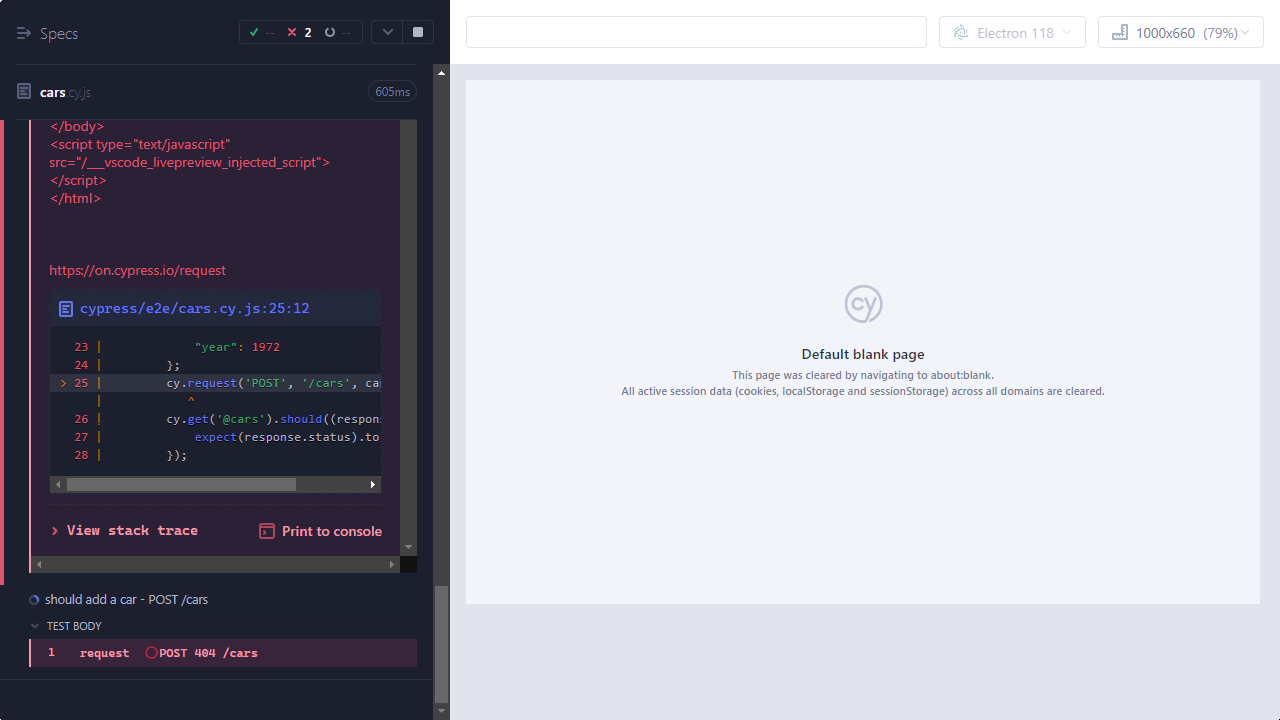 Specs
-- 2 --
Electron 118
1000x660 (79%)
cars.cy.js
605ms
</body>
<script type="text/javascript"
src="/___vscode_livepreview_injected_script">
</script>
</html>
https://on.cypress.io/request
cypress/e2e/cars.cy.js:25:12
23 | "year": 1972
24 | };
> 25 | cy.request('POST', '/cars', ca
| ^
26 | cy.get('@cars').should((respon
27 | expect(response.status).to
28 | });
> View stack trace
Print to console
should add a car - POST /cars
TEST BODY
1 request POST 404 /cars
cy
Default blank page
This page was cleared by navigating to about:blank.
All active session data (cookies, localStorage and sessionStorage) across all domains are cleared.